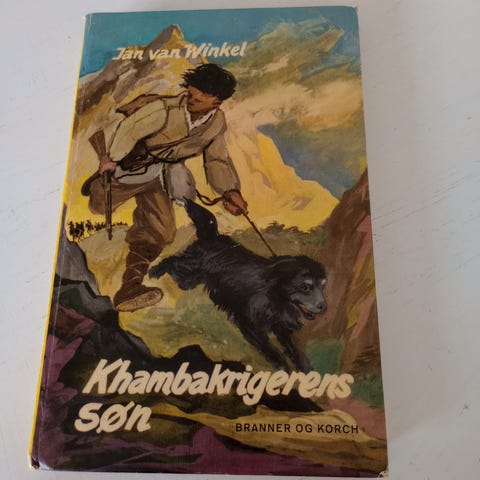 Jan van Winkel
Khambakrigerens
søn
BRANNER OG KORCH